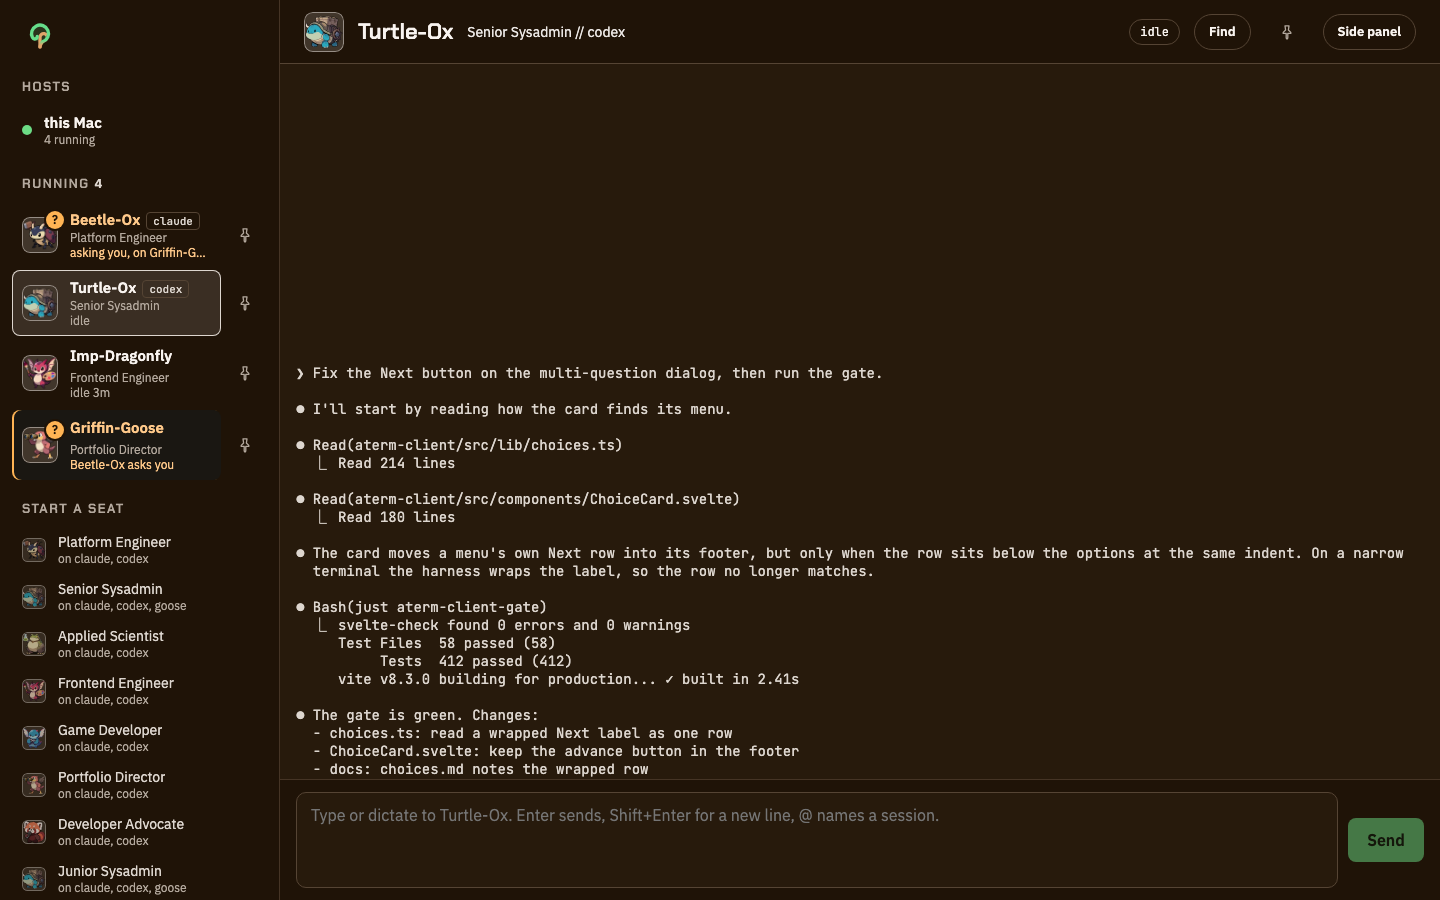 HOSTS
this Mac
4 running
RUNNING 4
? Beetle-Ox claude
Platform Engineer
asking you, on Griffin-G...
Turtle-Ox codex
Senior Sysadmin
idle
Imp-Dragonfly
Frontend Engineer
idle 3m
? Griffin-Goose
Portfolio Director
Beetle-Ox asks you
START A SEAT
Platform Engineer
on claude, codex
Senior Sysadmin
on claude, codex, goose
Applied Scientist
on claude, codex
Frontend Engineer
on claude, codex
Game Developer
on claude, codex
Portfolio Director
on claude, codex
Developer Advocate
on claude, codex
Junior Sysadmin
on claude, codex, goose
Turtle-Ox Senior Sysadmin // codex idle Find Side panel
❯ Fix the Next button on the multi-question dialog, then run the gate.
● I'll start by reading how the card finds its menu.
● Read(aterm-client/src/lib/choices.ts)
⎿ Read 214 lines
● Read(aterm-client/src/components/ChoiceCard.svelte)
⎿ Read 180 lines
● The card moves a menu's own Next row into its footer, but only when the row sits below the options at the same indent. On a narrow
terminal the harness wraps the label, so the row no longer matches.
● Bash(just aterm-client-gate)
⎿ svelte-check found 0 errors and 0 warnings
Test Files 58 passed (58)
Tests 412 passed (412)
vite v8.3.0 building for production... ✓ built in 2.41s
● The gate is green. Changes:
- choices.ts: read a wrapped Next label as one row
- ChoiceCard.svelte: keep the advance button in the footer
- docs: choices.md notes the wrapped row
Type or dictate to Turtle-Ox. Enter sends, Shift+Enter for a new line, @ names a session.
Send